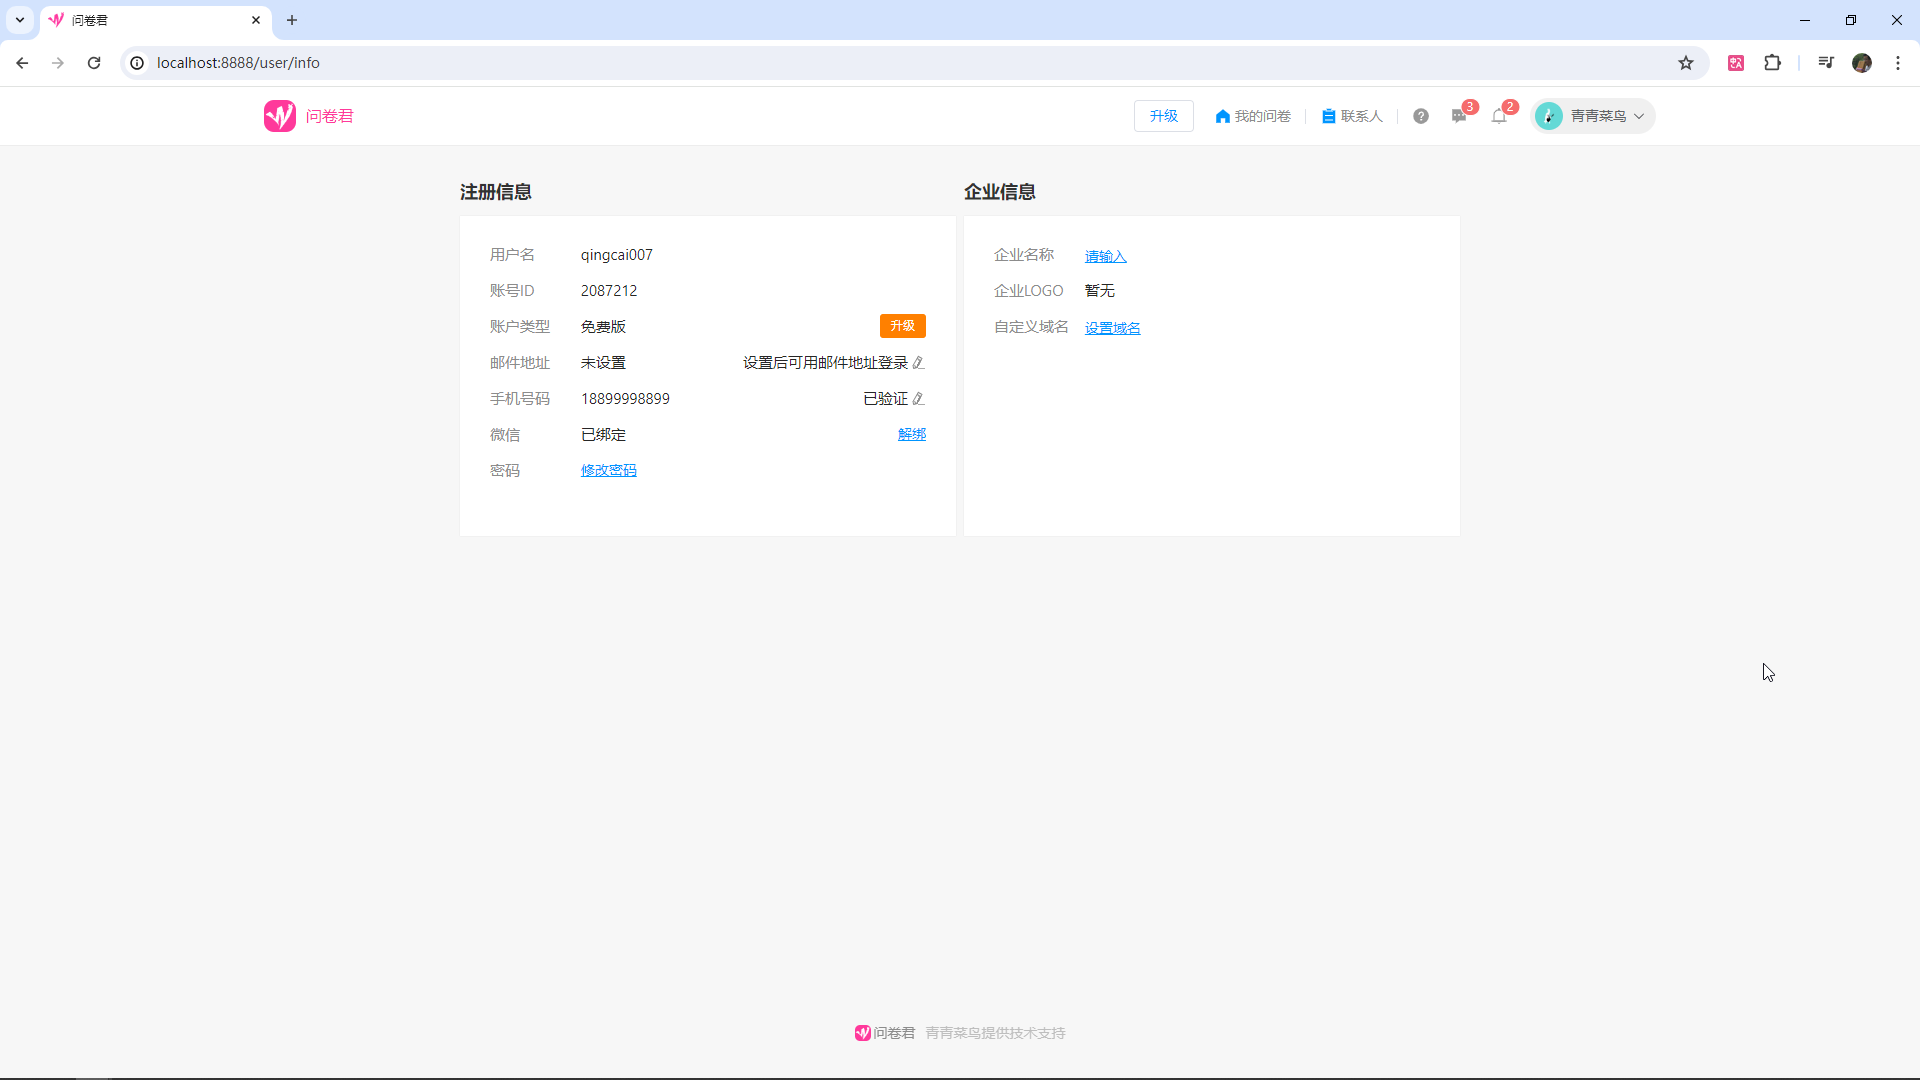 问卷君
localhost:8888/user/info
问卷君
升级
我的问卷
联系人
3
2
青青菜鸟
注册信息
用户名 qingcai007
账号ID 2087212
账户类型 免费版 升级
邮件地址 未设置 设置后可用邮件地址登录
手机号码 18899998899 已验证
微信 已绑定 解绑
密码 修改密码
企业信息
企业名称 请输入
企业LOGO 暂无
自定义域名 设置域名
问卷君 青青菜鸟提供技术支持